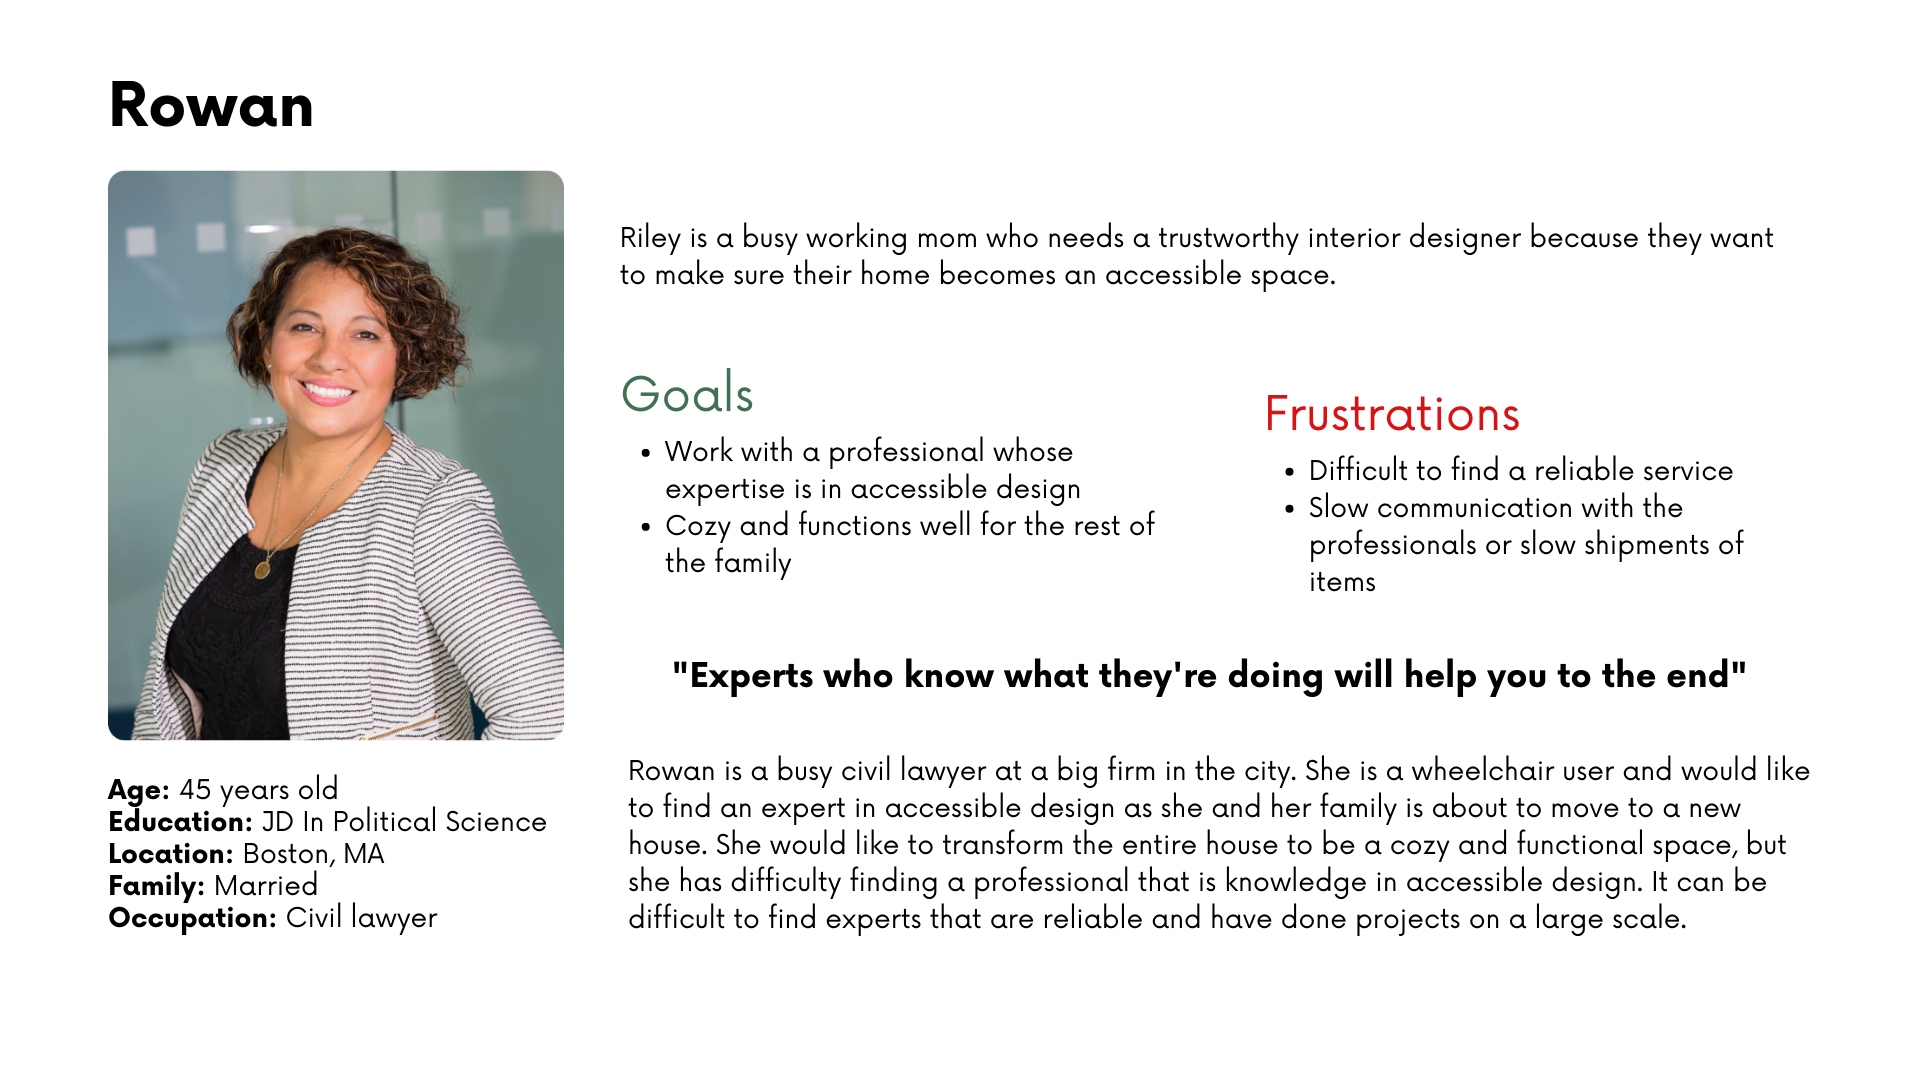 Rowan
Riley is a busy working mom who needs a trustworthy interior designer because they want
to make sure their home becomes an accessible space.
Goals
• Work with a professional whose
expertise is in accessible design
• Cozy and functions well for the rest of
the family
Frustrations
• Difficult to find a reliable service
• Slow communication with the
professionals or slow shipments of
items
"Experts who know what they're doing will help you to the end"
Age: 45 years old
Education: JD In Political Science
Location: Boston, MA
Family: Married
Occupation: Civil lawyer
Rowan is a busy civil lawyer at a big firm in the city. She is a wheelchair user and would like
to find an expert in accessible design as she and her family is about to move to a new
house. She would like to transform the entire house to be a cozy and functional space, but
she has difficulty finding a professional that is knowledge in accessible design. It can be
difficult to find experts that are reliable and have done projects on a large scale.